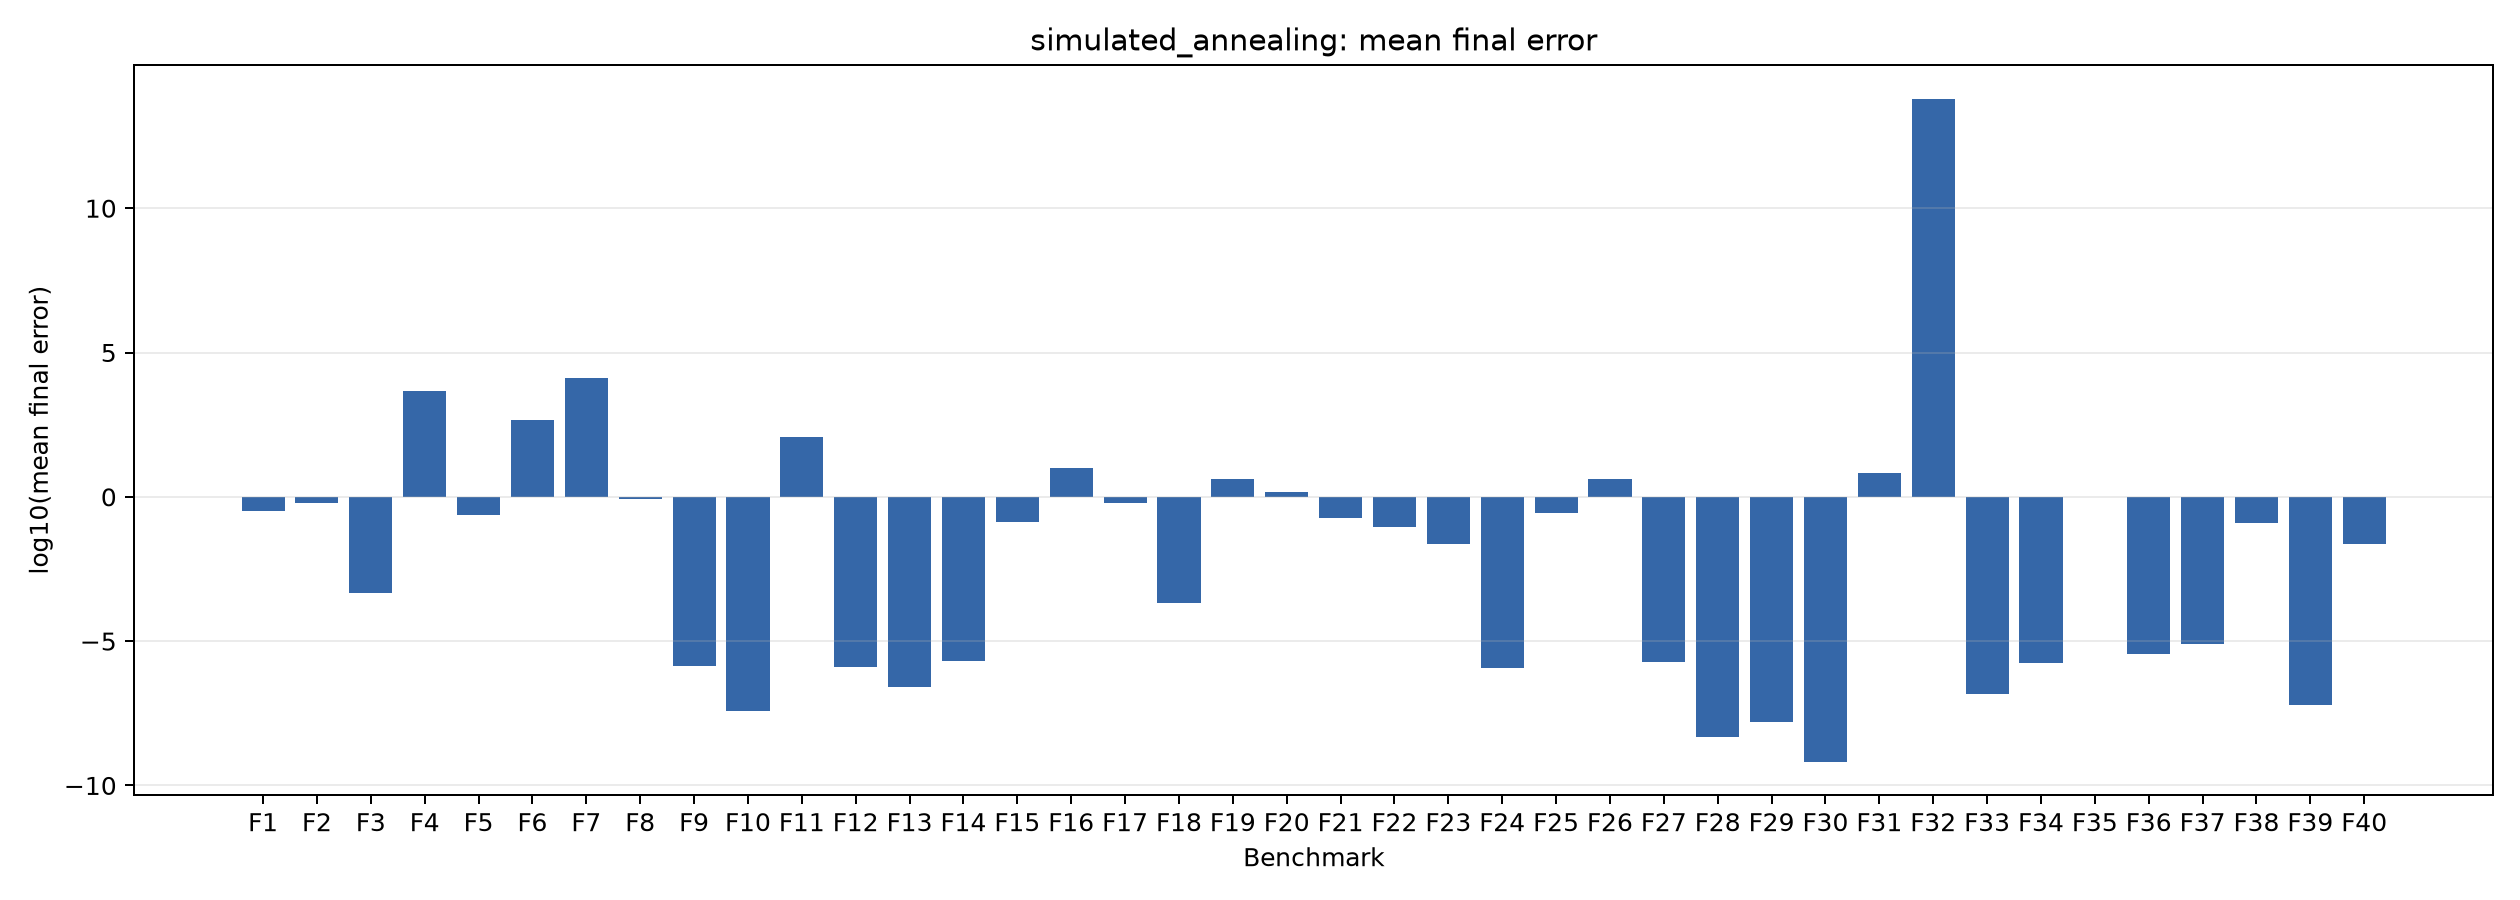 simulated_annealing: mean final error
log10(mean final error)
10
5
0
−5
−10
F1 F2 F3 F4 F5 F6 F7 F8 F9 F10 F11 F12 F13 F14 F15 F16 F17 F18 F19 F20 F21 F22 F23 F24 F25 F26 F27 F28 F29 F30 F31 F32 F33 F34 F35 F36 F37 F38 F39 F40
Benchmark